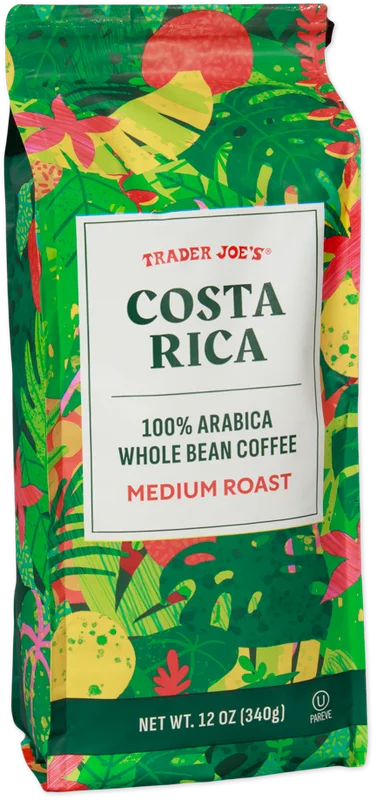 TRADER JOE'S®
COSTA
RICA
100% ARABICA
WHOLE BEAN COFFEE
MEDIUM ROAST
NET WT. 12 OZ (340g)
U
PAREVE